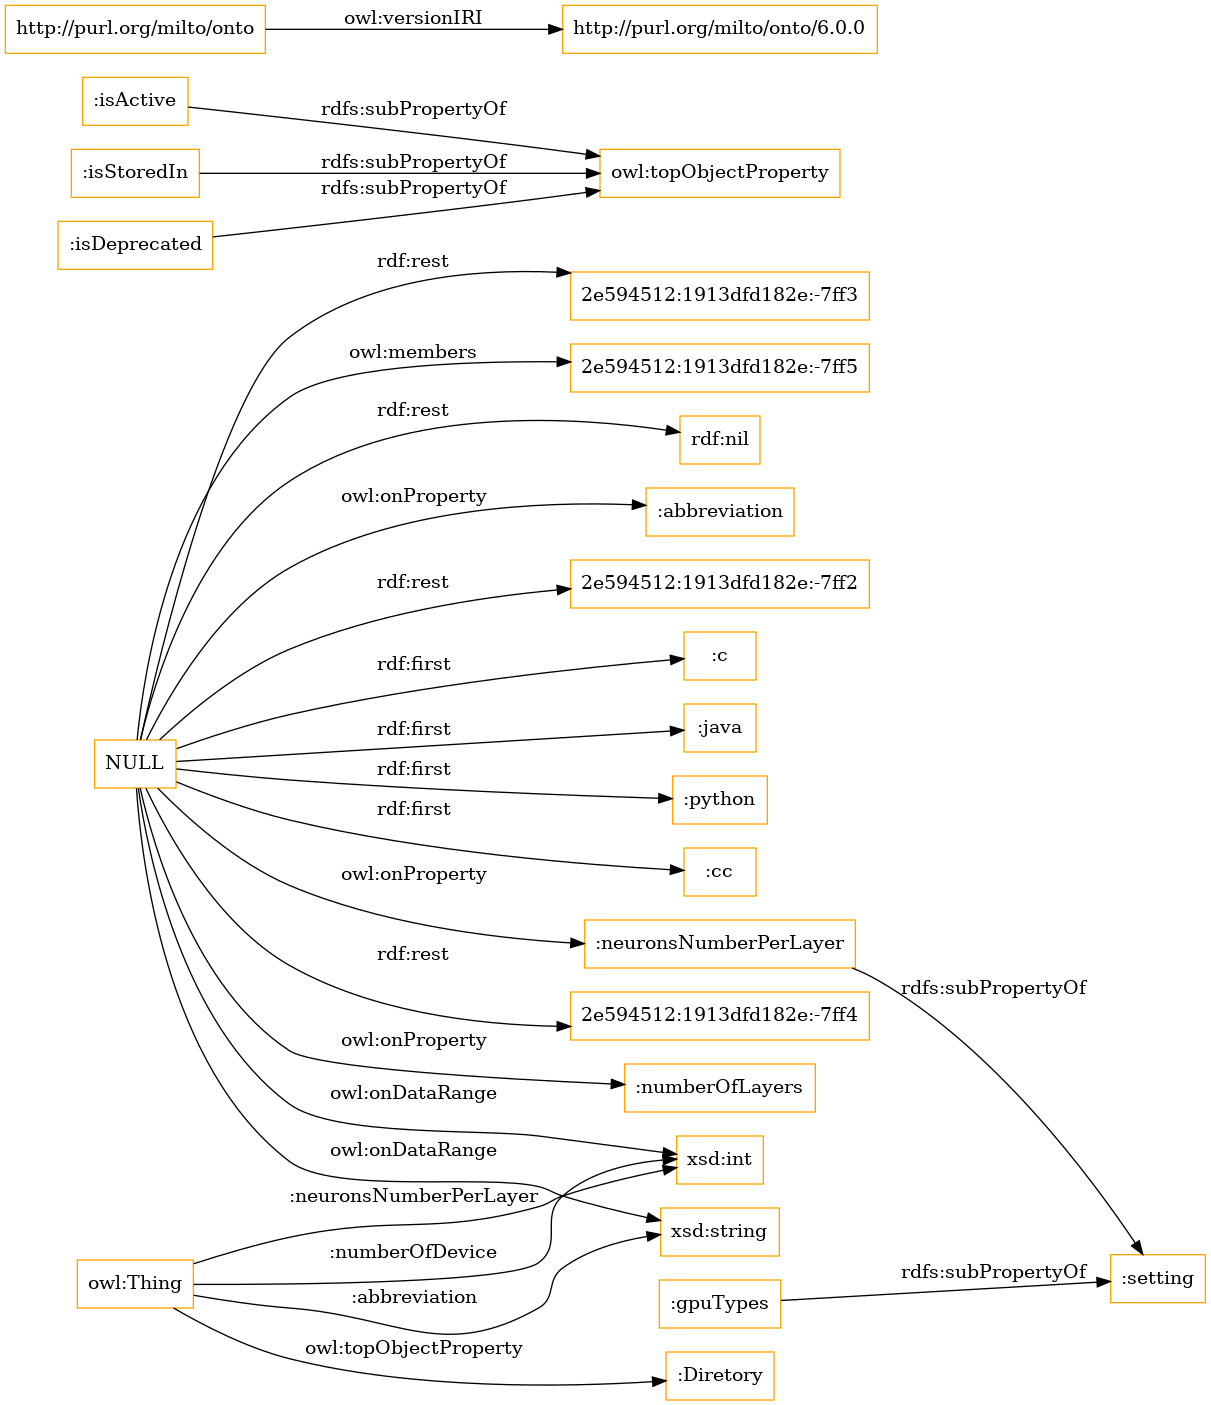 http://purl.org/milto/onto owl:versionIRI http://purl.org/milto/onto/6.0.0
:isActive rdfs:subPropertyOf
:isStoredIn rdfs:subPropertyOf owl:topObjectProperty
:isDeprecated rdfs:subPropertyOf
rdf:rest 2e594512:1913dfd182e:-7ff3
owl:members 2e594512:1913dfd182e:-7ff5
rdf:rest rdf:nil
owl:onProperty :abbreviation
rdf:rest 2e594512:1913dfd182e:-7ff2
rdf:first :c
rdf:first :java
NULL
rdf:first :python
rdf:first :cc
owl:onProperty :neuronsNumberPerLayer
rdfs:subPropertyOf
rdf:rest 2e594512:1913dfd182e:-7ff4
owl:onProperty :numberOfLayers
owl:onDataRange xsd:int
owl:onDataRange
:neuronsNumberPerLayer xsd:string
:numberOfDevice
owl:Thing :abbreviation :gpuTypes rdfs:subPropertyOf :setting
owl:topObjectProperty :Diretory